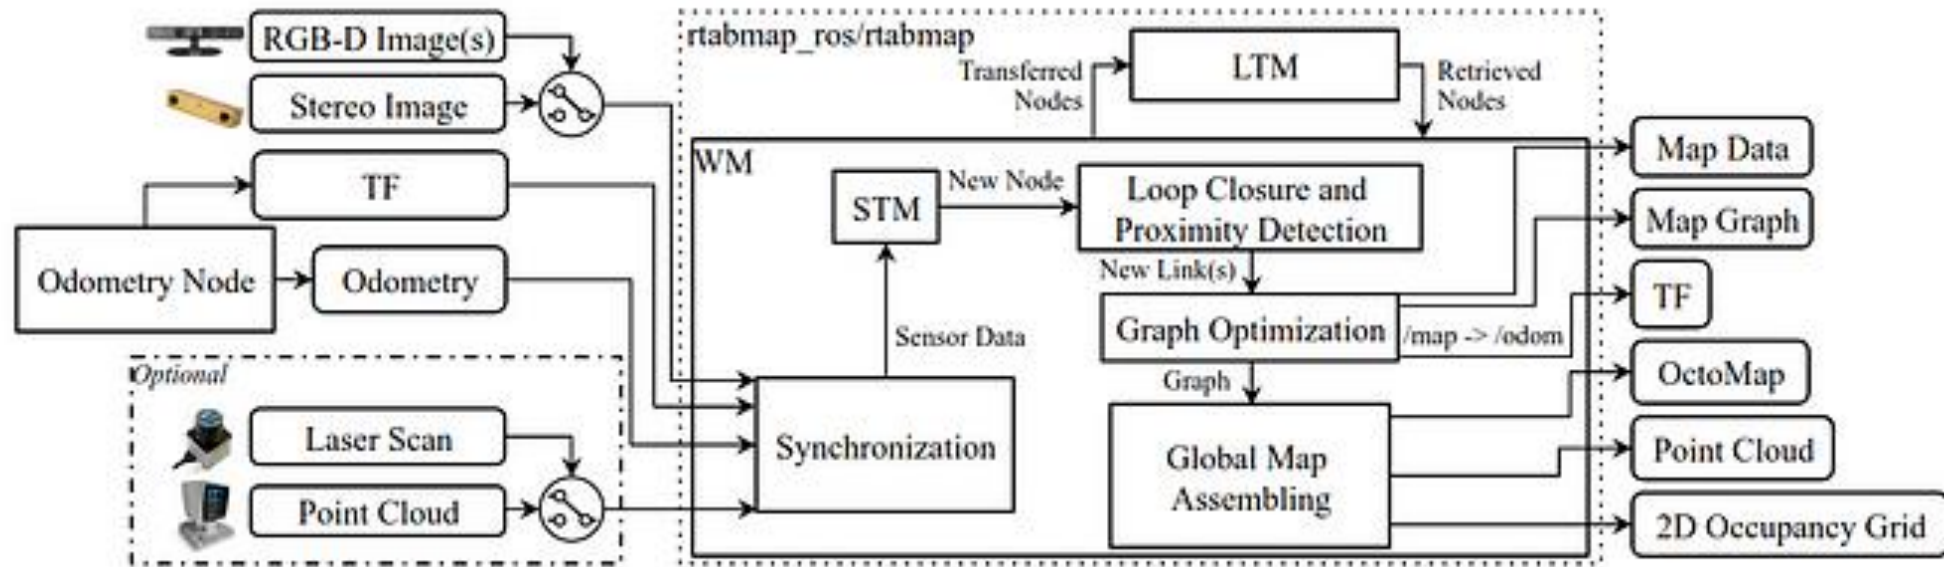 RGB-D Image(s)
Stereo Image
TF
Odometry Node
Odometry
Optional
Laser Scan
Point Cloud
rtabmap_ros/rtabmap
Transferred
Nodes
LTM
Retrieved
Nodes
WM
STM
New Node
Loop Closure and
Proximity Detection
New Link(s)
Graph Optimization
/map -> /odom
Sensor Data
Graph
Synchronization
Global Map
Assembling
Map Data
Map Graph
TF
OctoMap
Point Cloud
2D Occupancy Grid